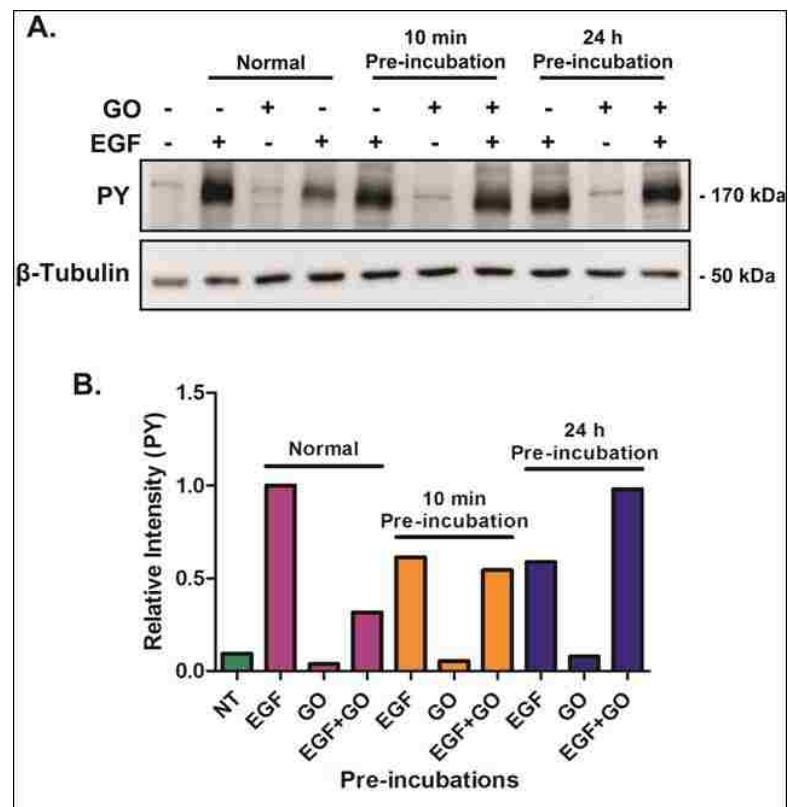 A.
10 min
24 h
Normal
Pre-incubation
Pre-incubation
GO - - + - - + + - + +
EGF - + - + + - + + - +
PY
- 170 kDa
β-Tubulin
- 50 kDa
B.
1.5
1.0
0.5
0.0
Relative Intensity (PY)
Normal
10 min
Pre-incubation
24 h
Pre-incubation
NT
EGF
GO
EGF+GO
EGF
GO
EGF+GO
EGF
GO
EGF+GO
Pre-incubations